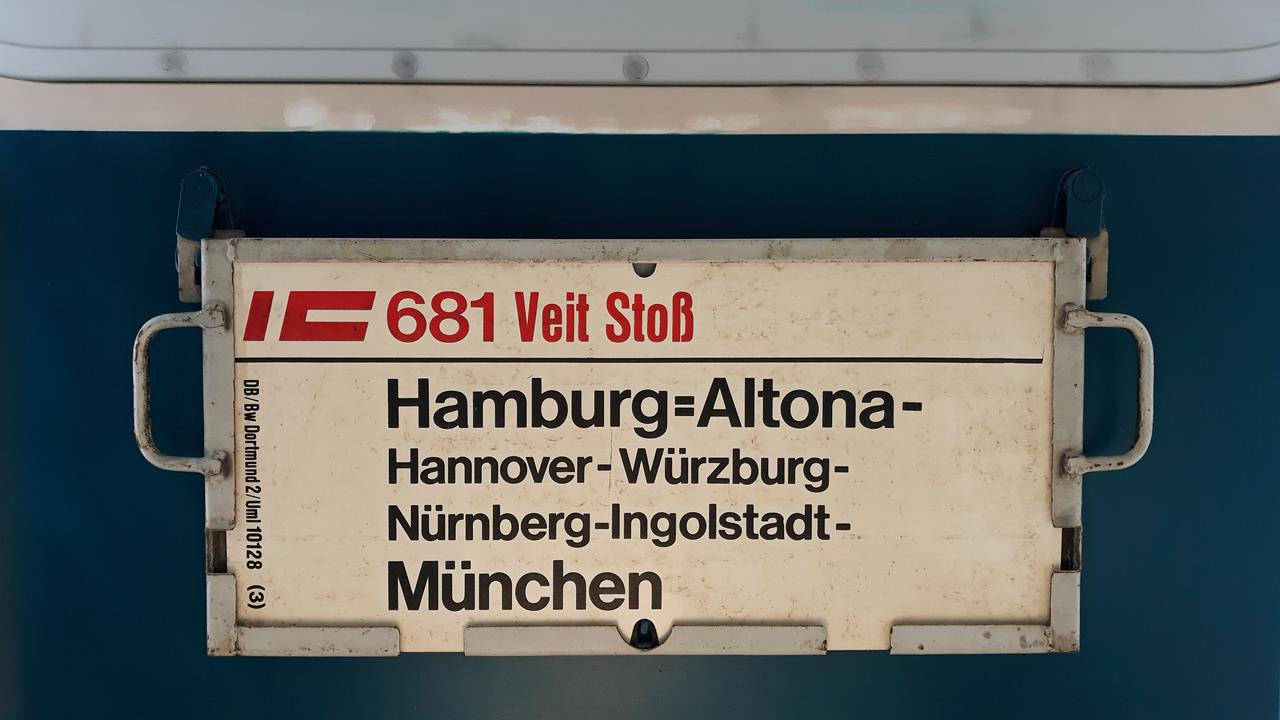 IC 681 Veit Stoß
Hamburg=Altona-
Hannover-Würzburg-
Nürnberg-Ingolstadt-
München
DB/Bw Dortmund 2/Uml 10128 (3)